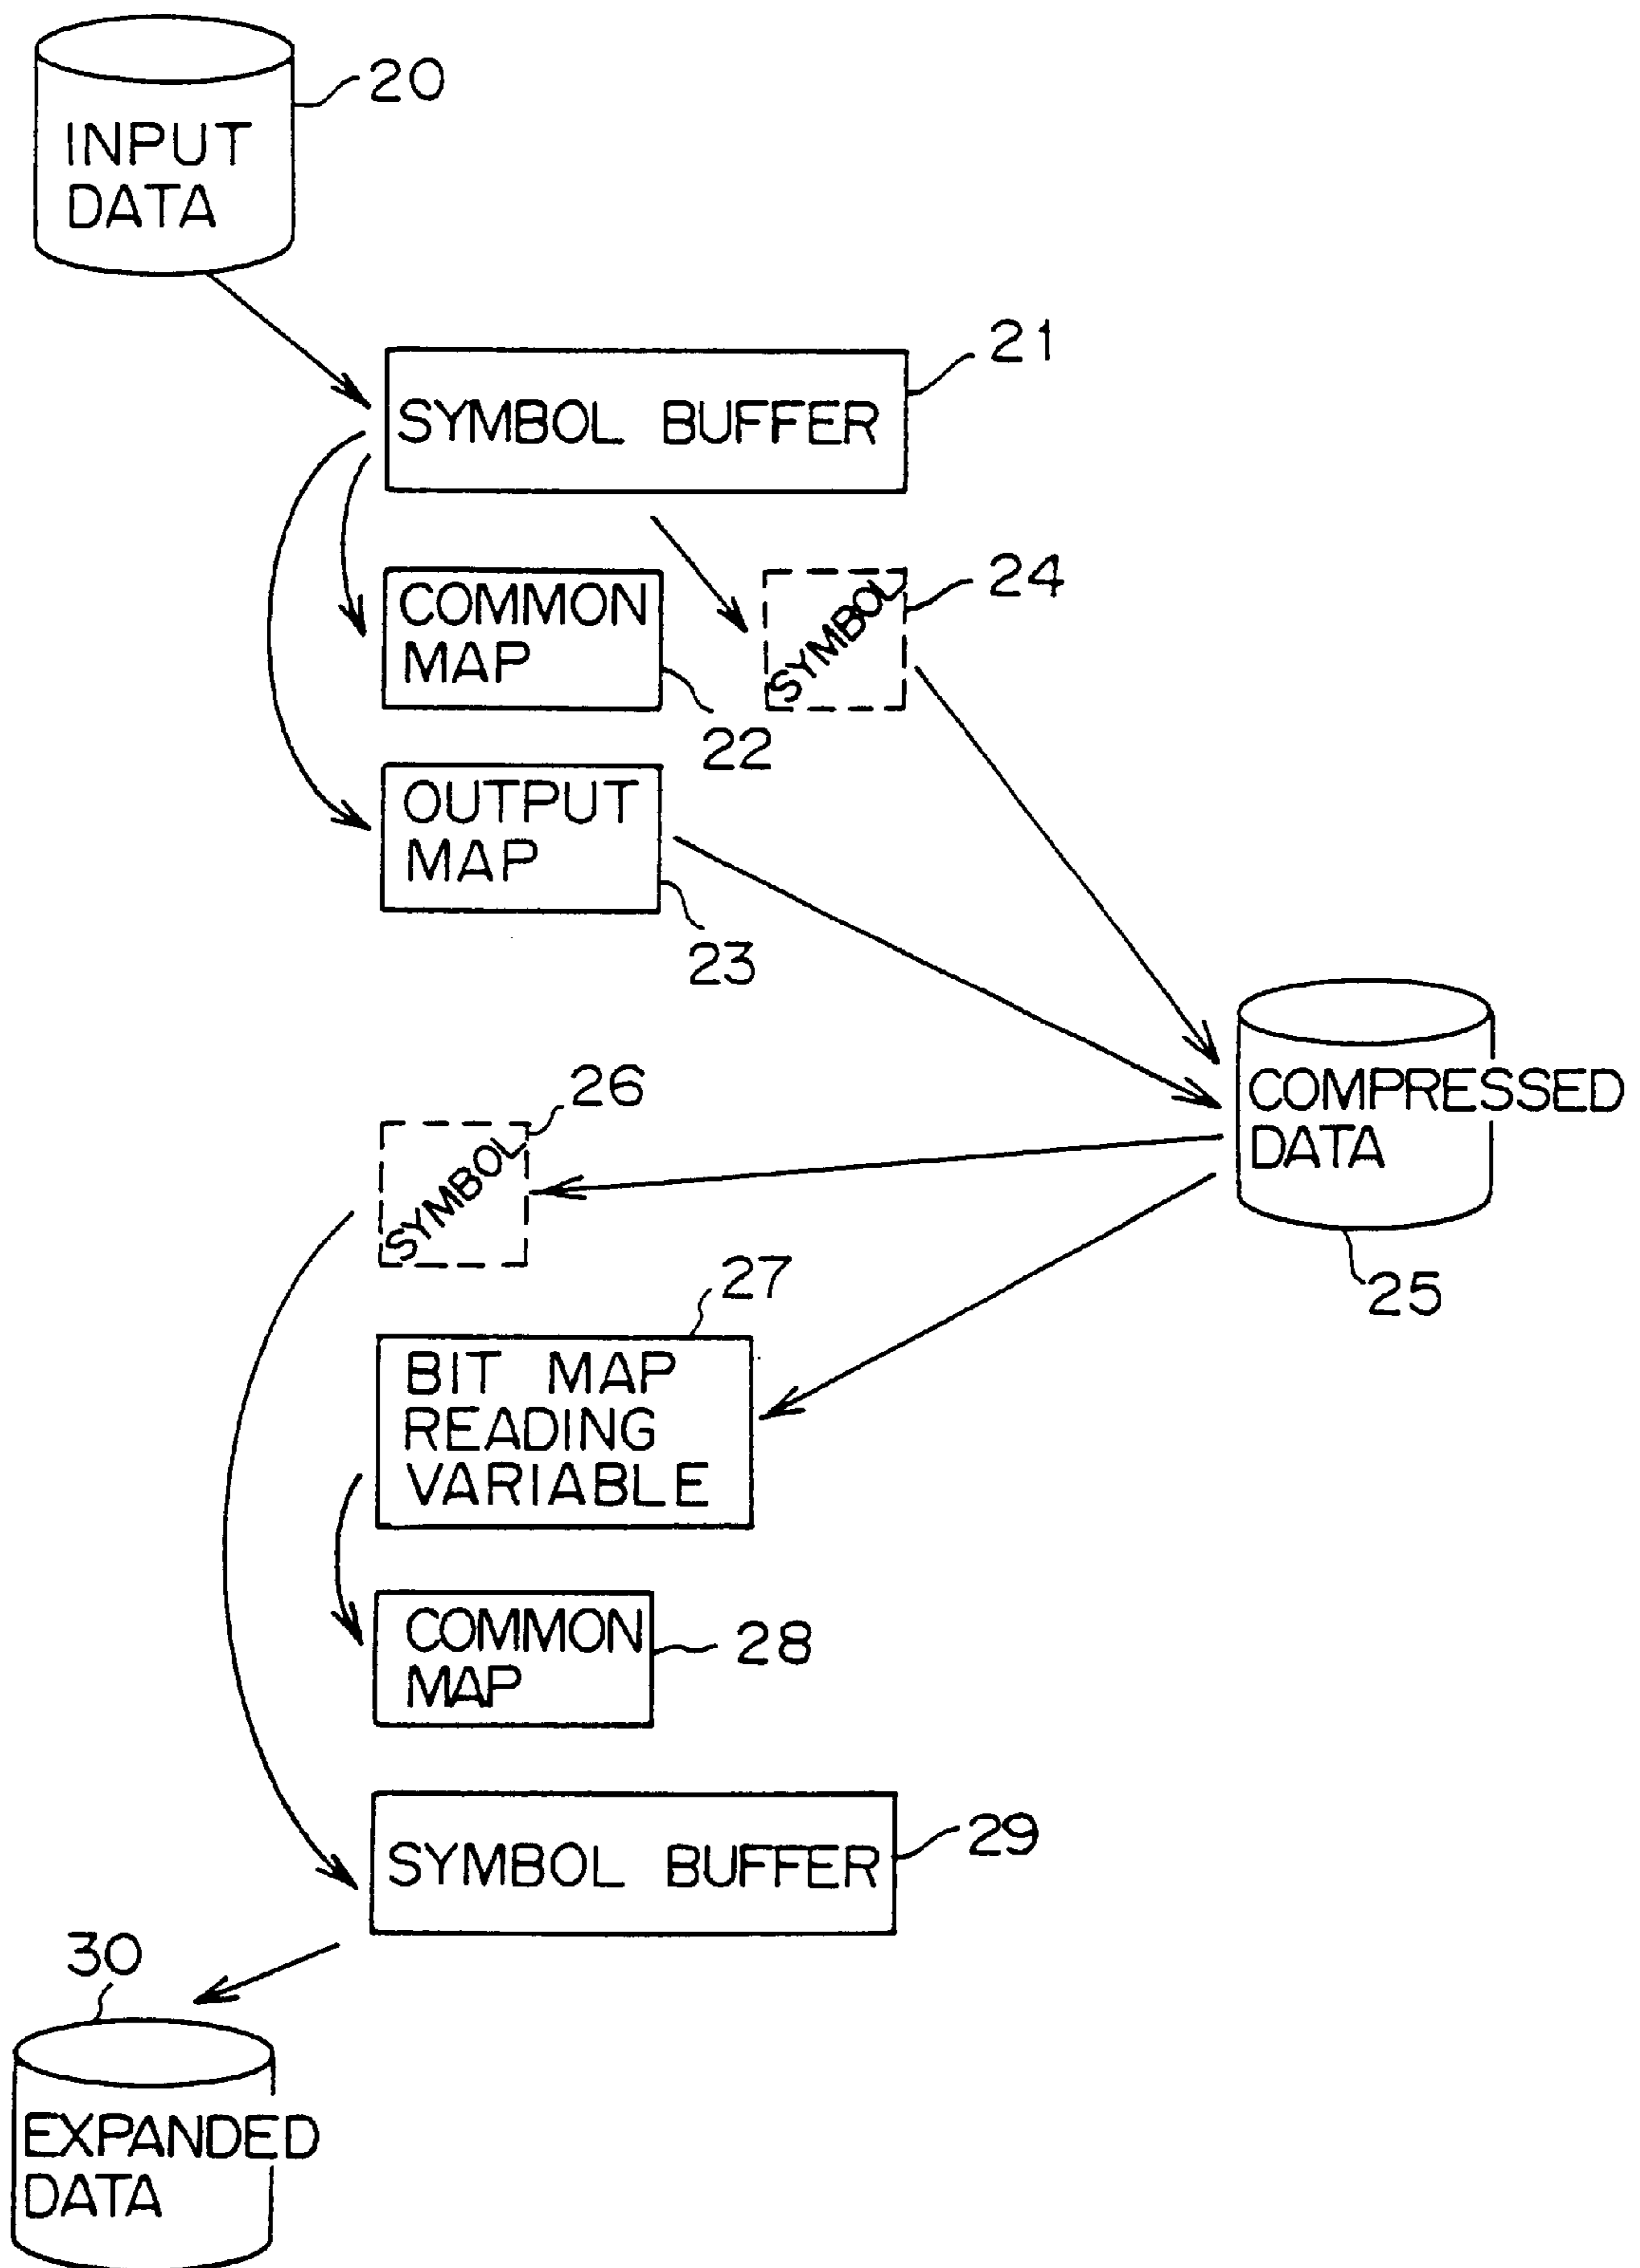 20
INPUT
DATA
21
SYMBOL BUFFER
24
COMMON
MAP
SYMBOL
22
OUTPUT
MAP
23
COMPRESSED
DATA
25
26
SYMBOL
27
BIT MAP
READING
VARIABLE
COMMON
MAP
28
SYMBOL BUFFER
29
30
EXPANDED
DATA